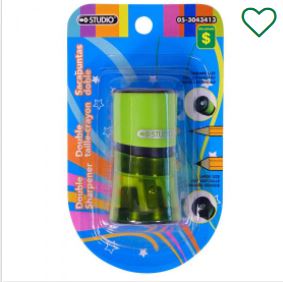 STUDIO
05-3043413
$
Sacapuntas
doble
Double
taille-crayon
Double
Sharpener
STUDIO